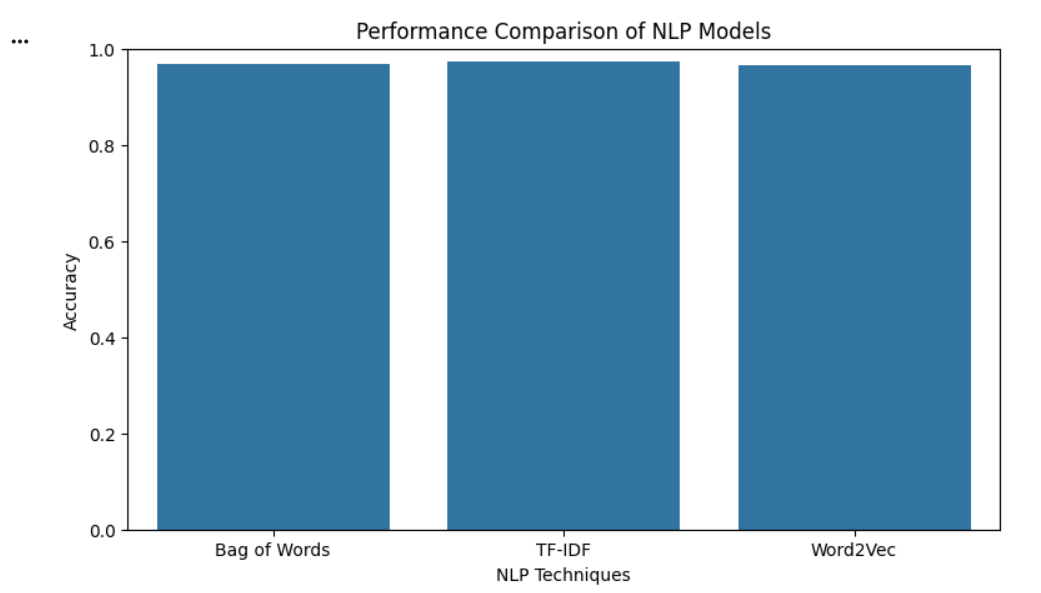 ...
Performance Comparison of NLP Models
1.0
0.8
0.6
0.4
0.2
0.0
Accuracy
Bag of Words
TF-IDF
Word2Vec
NLP Techniques